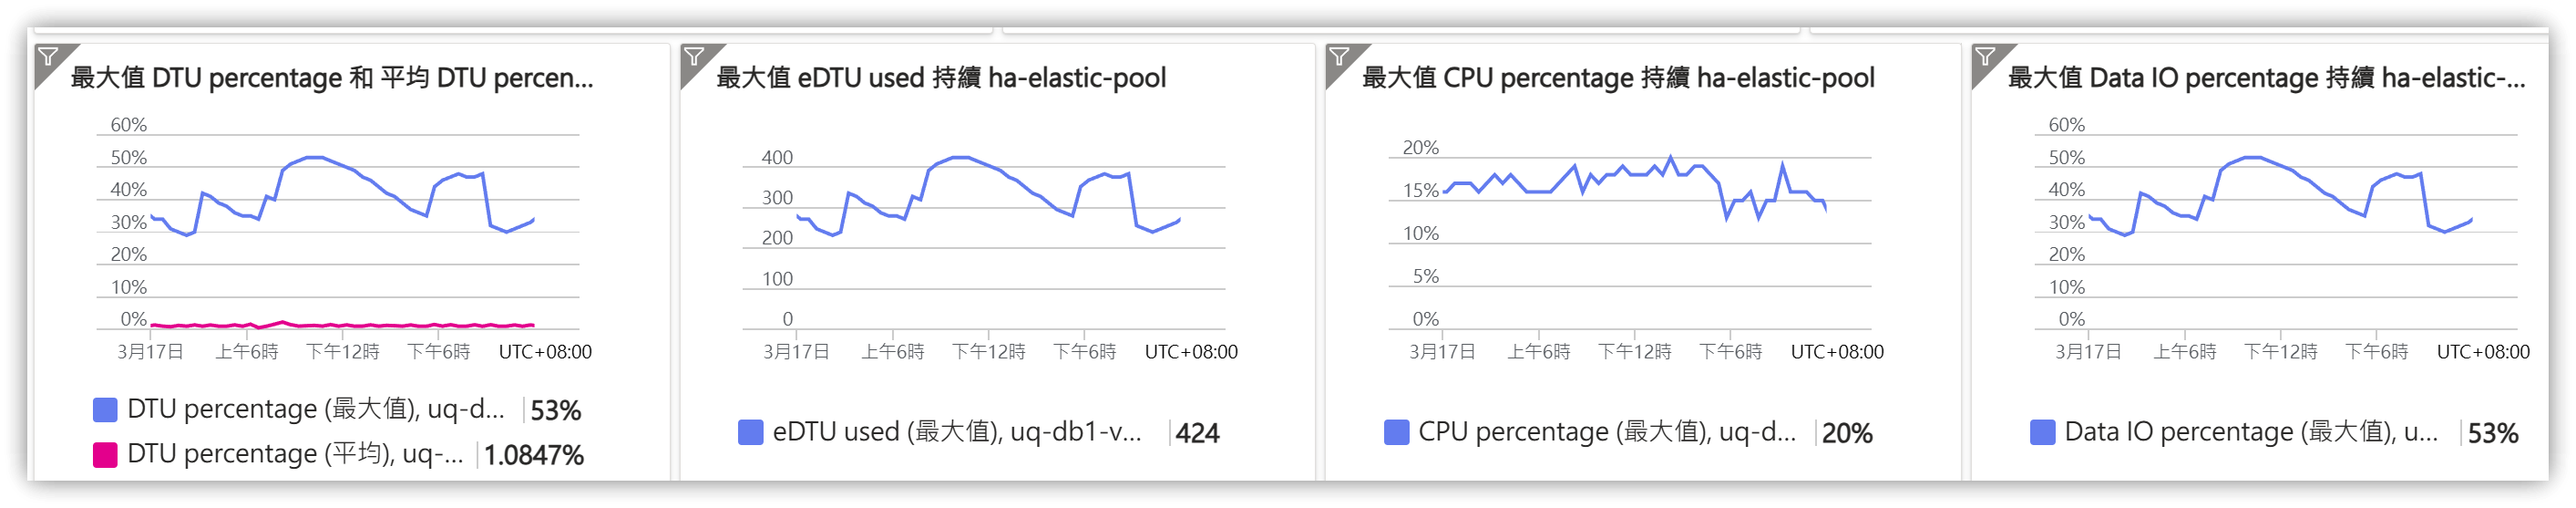 最大值 DTU percentage 和 平均 DTU percen...
60%
50%
40%
30%
20%
10%
0%
3月17日 上午6時 下午12時 下午6時 UTC+08:00
DTU percentage (最大值), uq-d... 53%
DTU percentage (平均), uq-... 1.0847%
最大值 eDTU used 持續 ha-elastic-pool
400
300
200
100
0
3月17日 上午6時 下午12時 下午6時 UTC+08:00
eDTU used (最大值), uq-db1-v... 424
最大值 CPU percentage 持續 ha-elastic-pool
20%
15%
10%
5%
0%
3月17日 上午6時 下午12時 下午6時 UTC+08:00
CPU percentage (最大值), uq-d... 20%
最大值 Data IO percentage 持續 ha-elastic-...
60%
50%
40%
30%
20%
10%
0%
3月17日 上午6時 下午12時 下午6時 UTC+08:00
Data IO percentage (最大值), u... 53%